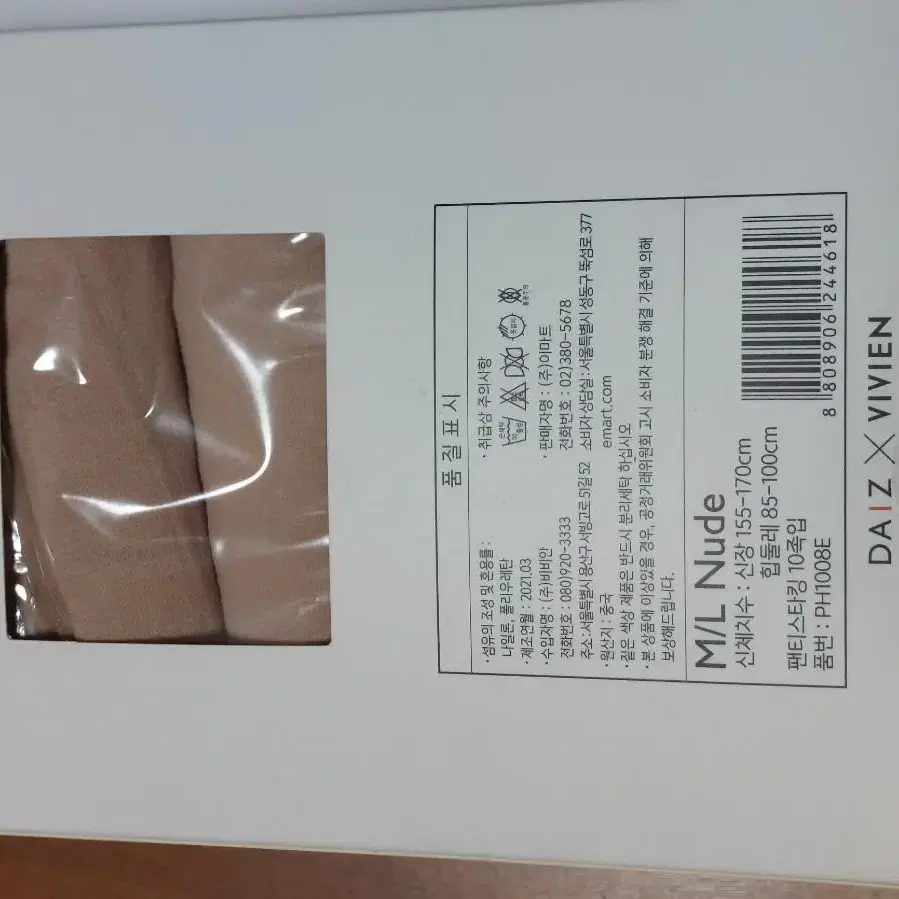 품 질 표 시
· 섬유의 조성 및 혼용률 :
나일론, 폴리우레탄
· 제조연월 : 2021.03
· 수입자명 : (주)비비안
전화번호 : 080)920-3333
주소 : 서울특별시 용산구 서빙고로 51길 52
· 원산지 : 중국
· 취급상 주의사항
· 판매자명 : (주)이마트
전화번호 : 02)380-5678
소비자상담실 : 서울특별시 성동구 뚝섬로 377
emart.com
· 짙은 색상 제품은 반드시 분리세탁 하십시오
· 본 상품에 이상있을 경우, 공정거래위원회 고시 소비자 분쟁 해결 기준에 의해
보상해드립니다.
M/L Nude
신체치수 : 신장 155-170cm
힙둘레 85-100cm
팬티스타킹 10족입
품번 : PH1008E
8 808906 244618
DAIZ X VIVIEN